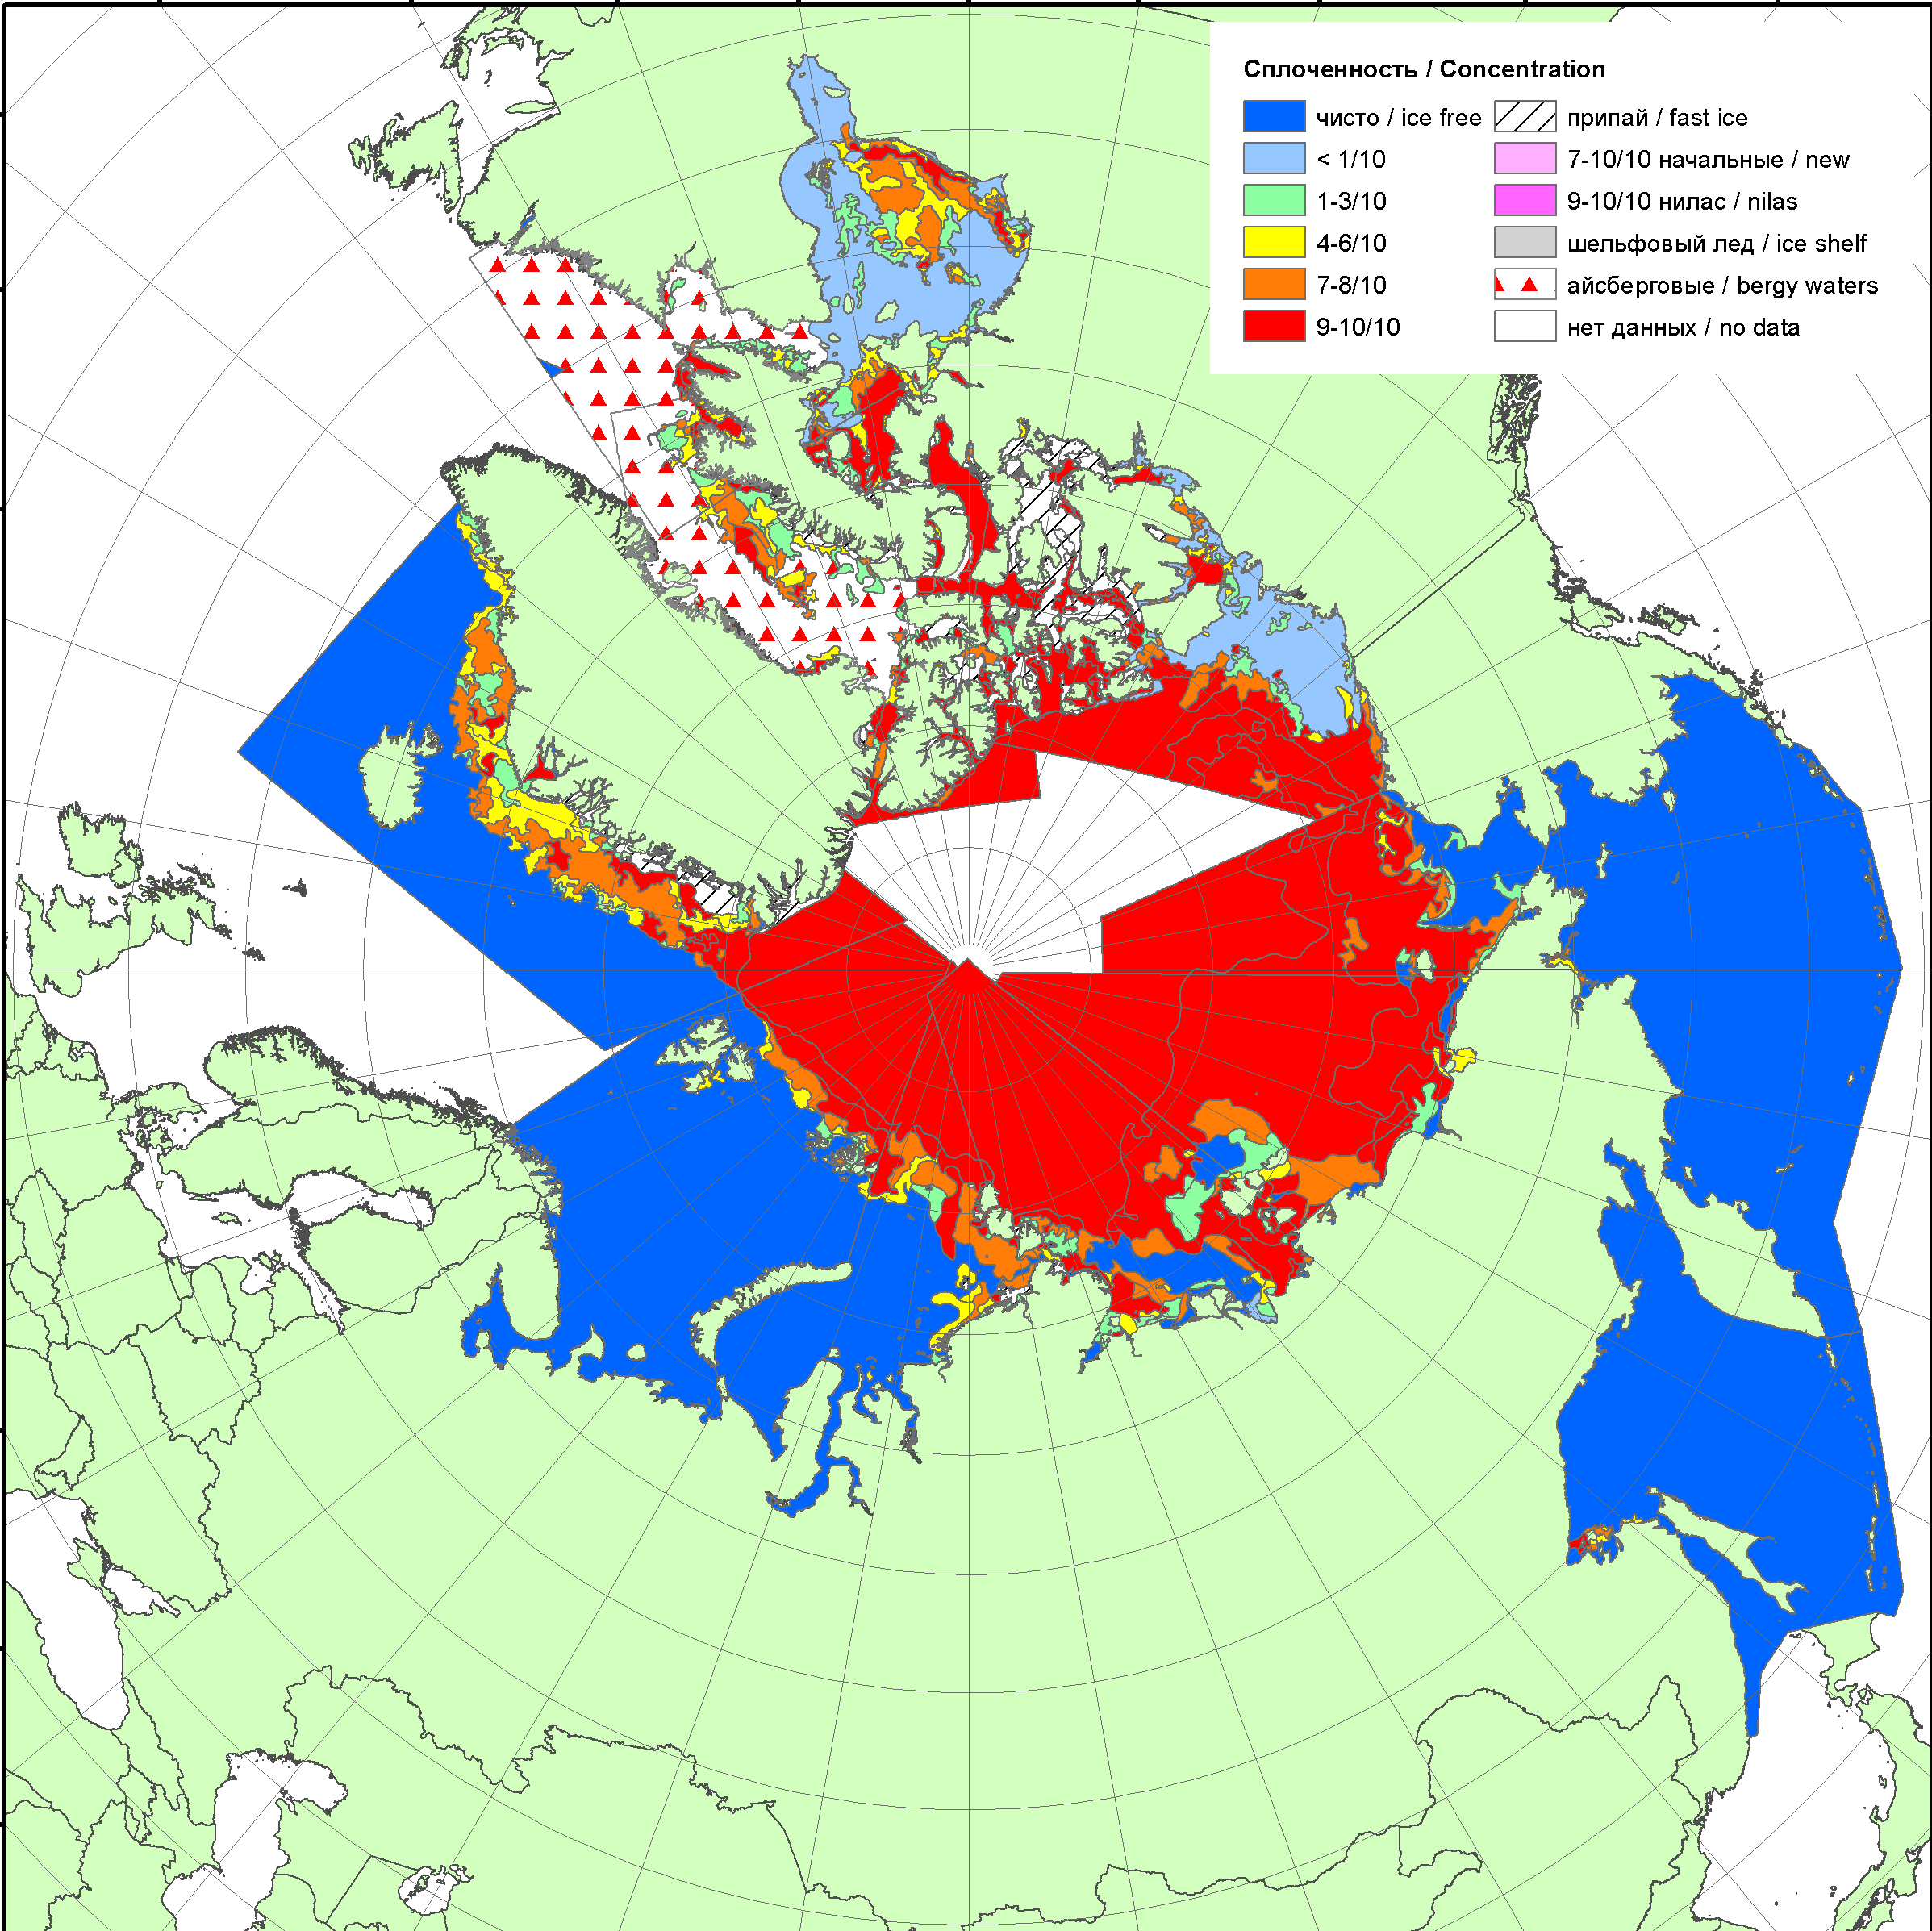 Сплоченность / Concentration
чисто / ice free
< 1/10
1-3/10
4-6/10
7-8/10
9-10/10
припай / fast ice
7-10/10 начальные / new
9-10/10 нилас / nilas
шельфовый лед / ice shelf
айсберговые / bergy waters
нет данных / no data